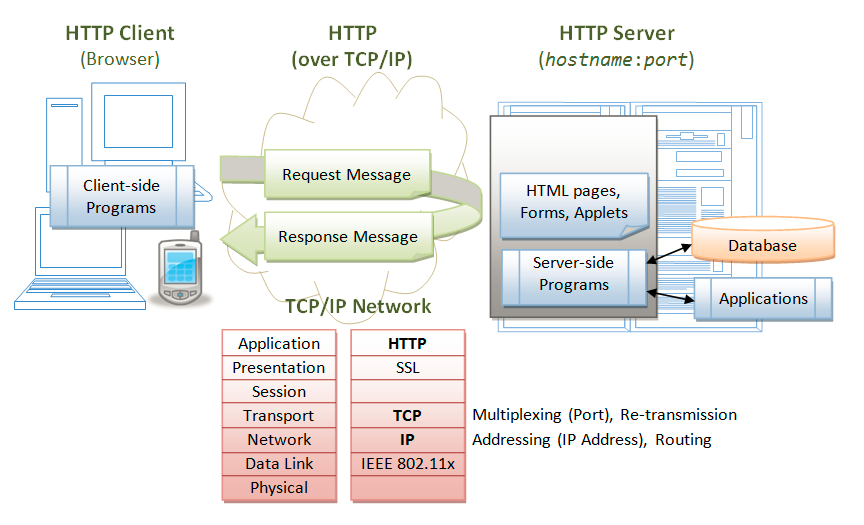 HTTP Client
(Browser)
HTTP
(over TCP/IP)
HTTP Server
(hostname:port)
Client-side
Programs
Request Message
Response Message
HTML pages,
Forms, Applets
Server-side
Programs
Database
Applications
TCP/IP Network
Application HTTP
Presentation SSL
Session
Transport TCP Multiplexing (Port), Re-transmission
Network IP Addressing (IP Address), Routing
Data Link IEEE 802.11x
Physical